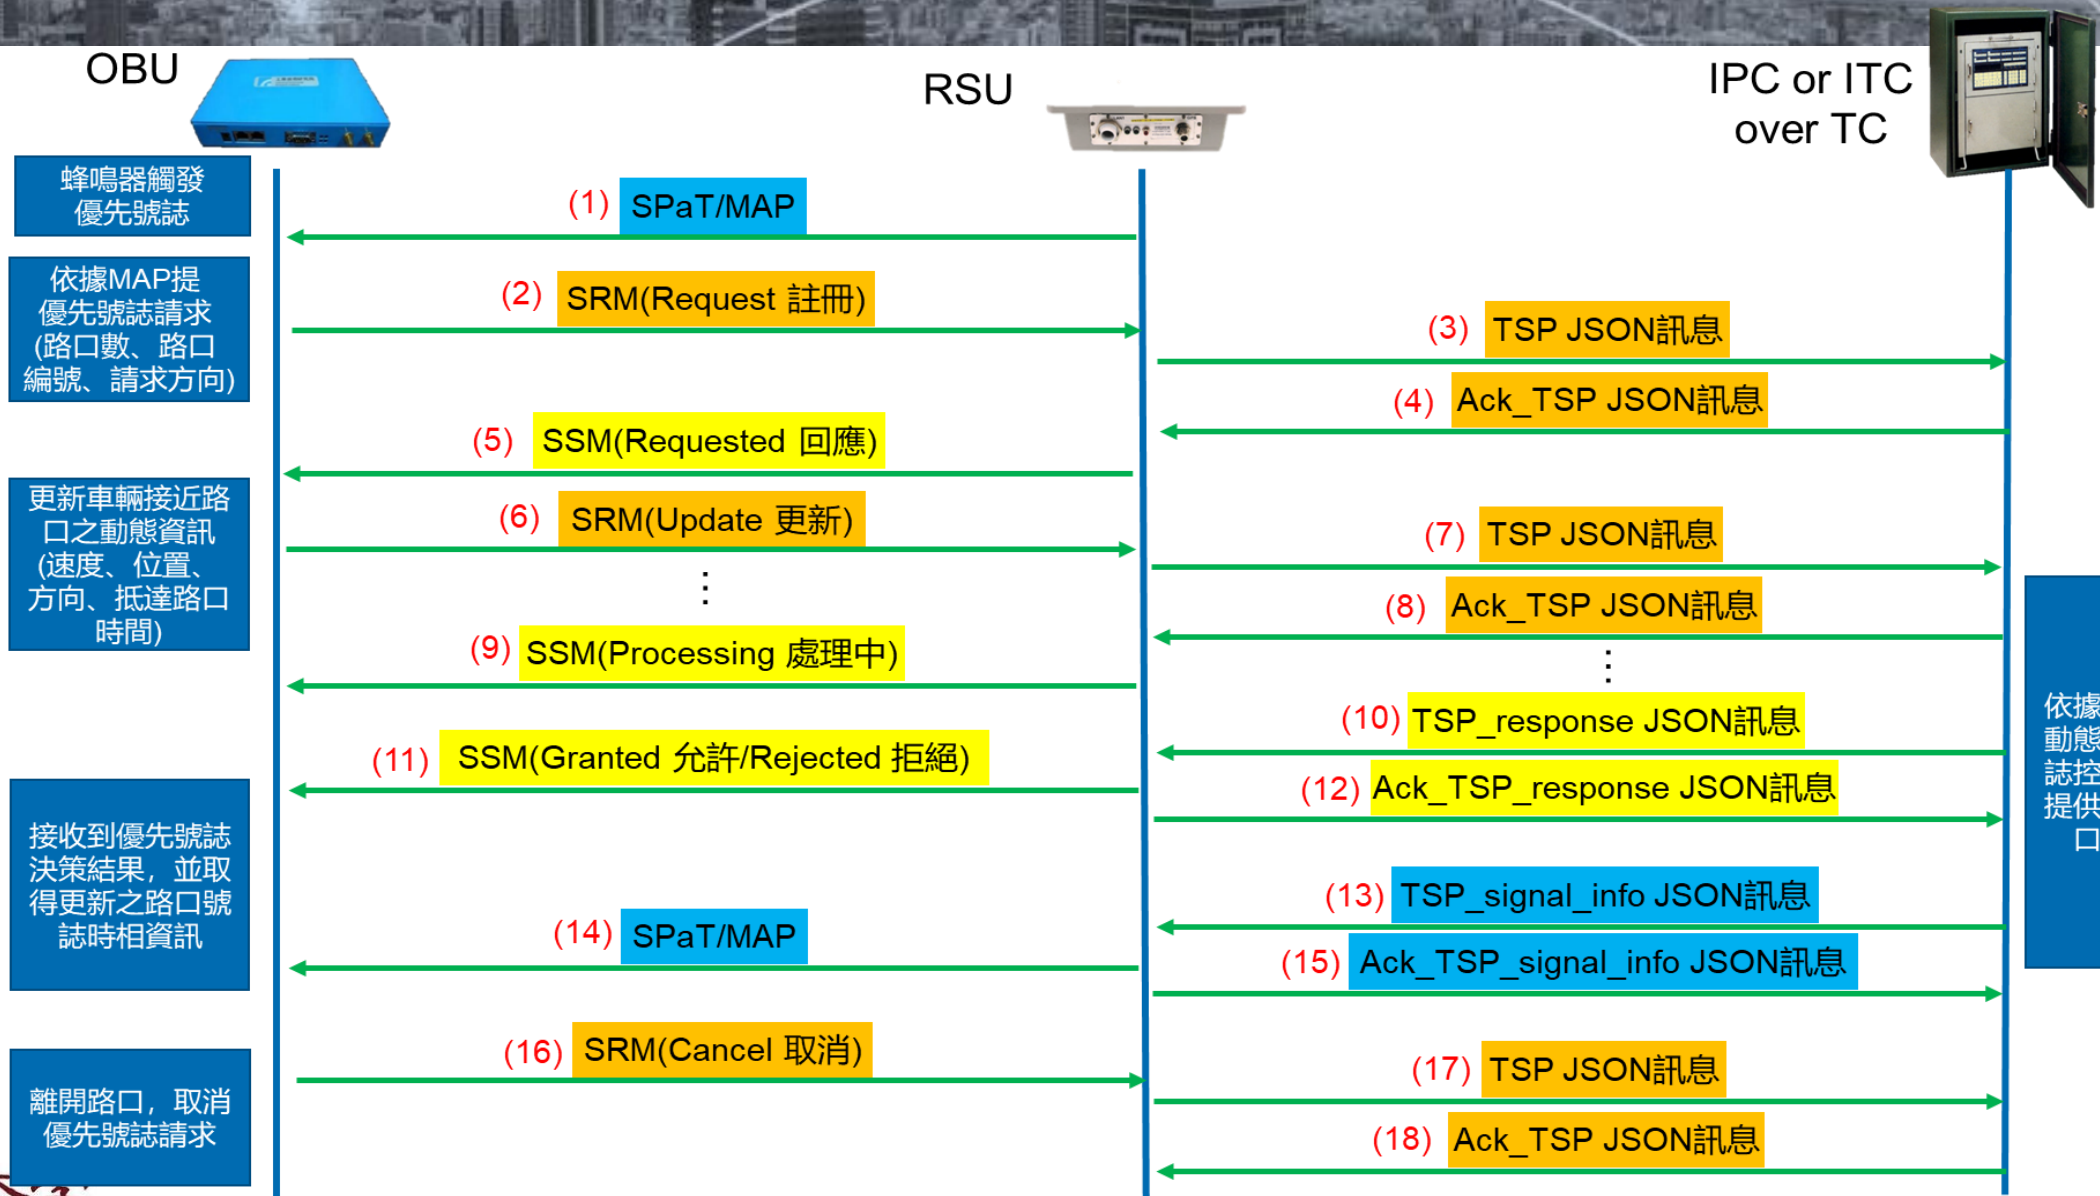 OBU
RSU
IPC or ITC
over TC
蜂鳴器觸發
優先號誌
(1) SPaT/MAP
依據MAP提
優先號誌請求
(路口數、路口
編號、請求方向)
(2) SRM(Request 註冊)
(3) TSP JSON訊息
(4) Ack_TSP JSON訊息
(5) SSM(Requested 回應)
更新車輛接近路
口之動態資訊
(速度、位置、
方向、抵達路口
時間)
(6) SRM(Update 更新)
(7) TSP JSON訊息
(8) Ack_TSP JSON訊息
(9) SSM(Processing 處理中)
(10) TSP_response JSON訊息
(11) SSM(Granted 允許/Rejected 拒絕)
(12) Ack_TSP_response JSON訊息
依據
動態
誌控
提供
口
接收到優先號誌
決策結果，並取
得更新之路口號
誌時相資訊
(13) TSP_signal_info JSON訊息
(14) SPaT/MAP
(15) Ack_TSP_signal_info JSON訊息
離開路口，取消
優先號誌請求
(16) SRM(Cancel 取消)
(17) TSP JSON訊息
(18) Ack_TSP JSON訊息